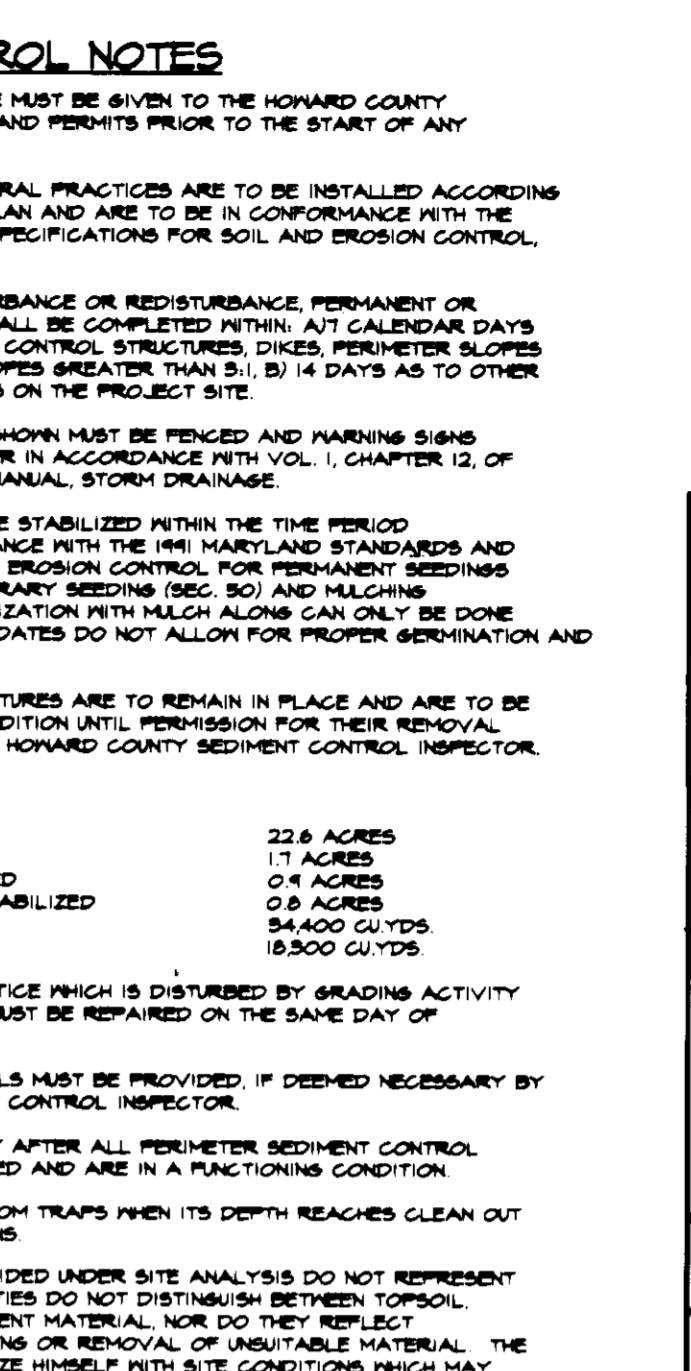 ROL NOTES
E MUST BE GIVEN TO THE HOWARD COUNTY
AND PERMITS PRIOR TO THE START OF ANY
RAL PRACTICES ARE TO BE INSTALLED ACCORDING
LAN AND ARE TO BE IN CONFORMANCE WITH THE
PECIFICATIONS FOR SOIL AND EROSION CONTROL,
RBANCE OR REDISTURBANCE, PERMANENT OR
ALL BE COMPLETED WITHIN: A)7 CALENDAR DAYS
CONTROL STRUCTURES, DIKES, PERIMETER SLOPES
OPES GREATER THAN 3:1, B) 14 DAYS AS TO OTHER
S ON THE PROJECT SITE.
SHOWN MUST BE FENCED AND WARNING SIGNS
R IN ACCORDANCE WITH VOL. 1, CHAPTER 12, OF
MANUAL, STORM DRAINAGE.
E STABILIZED WITHIN THE TIME PERIOD
ANCE WITH THE 1991 MARYLAND STANDARDS AND
EROSION CONTROL FOR PERMANENT SEEDINGS
RARY SEEDING (SEC. 50) AND MULCHING
IZATION WITH MULCH ALONG CAN ONLY BE DONE
DATES DO NOT ALLOW FOR PROPER GERMINATION AND
TURES ARE TO REMAIN IN PLACE AND ARE TO BE
DITION UNTIL PERMISSION FOR THEIR REMOVAL
HOWARD COUNTY SEDIMENT CONTROL INSPECTOR.
22.6 ACRES
1.7 ACRES
ED 0.9 ACRES
ABILIZED 0.8 ACRES
34,400 CU.YDS.
18,300 CU.YDS.
TICE WHICH IS DISTURBED BY GRADING ACTIVITY
UST BE REPAIRED ON THE SAME DAY OF
LS MUST BE PROVIDED, IF DEEMED NECESSARY BY
CONTROL INSPECTOR.
Y AFTER ALL PERIMETER SEDIMENT CONTROL
ED AND ARE IN A FUNCTIONING CONDITION.
OM TRAPS WHEN ITS DEPTH REACHES CLEAN OUT
NS.
IDED UNDER SITE ANALYSIS DO NOT REPRESENT
TIES DO NOT DISTINGUISH BETWEEN TOPSOIL,
ENT MATERIAL, NOR DO THEY REFLECT
NG OR REMOVAL OF UNSUITABLE MATERIAL. THE
ZE HIMSELF WITH SITE CONDITIONS WHICH MAY